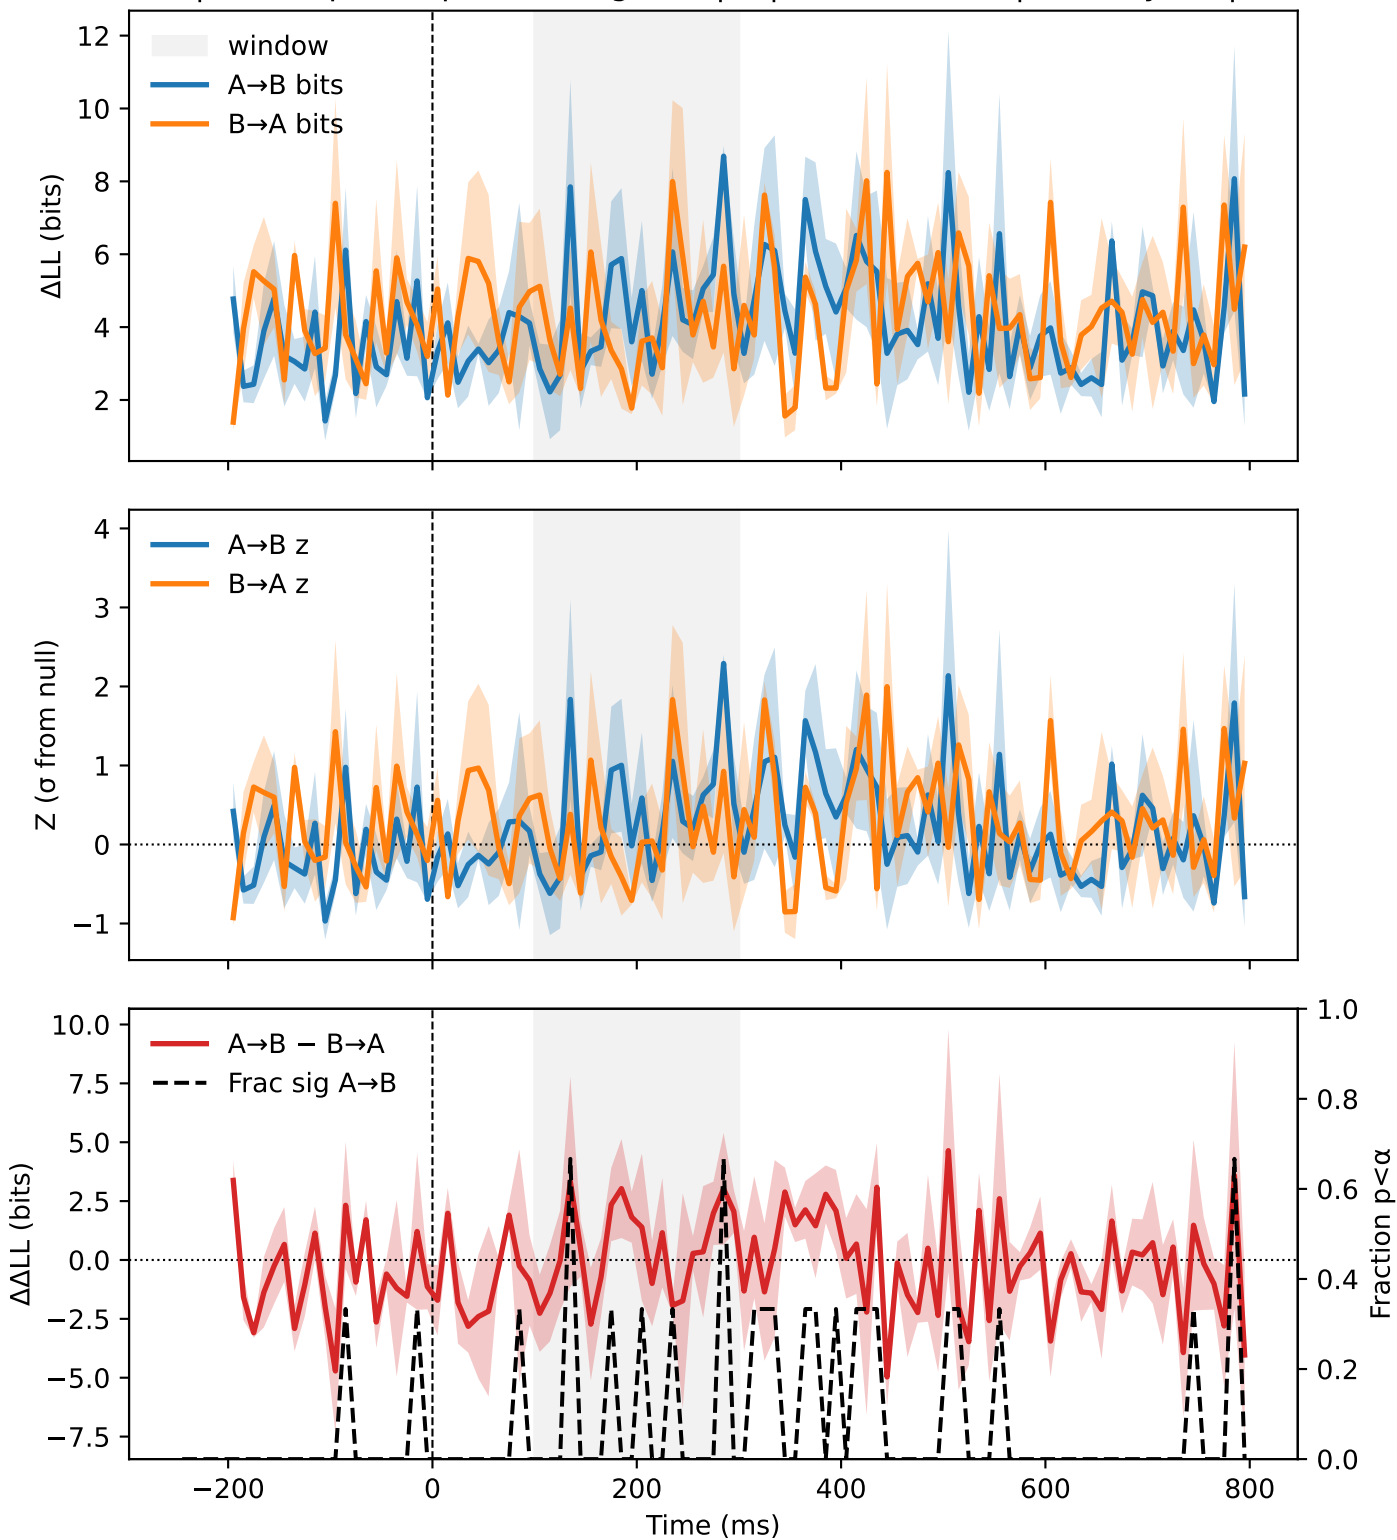 12
10
8
6
4
2
ΔLL (bits)
window
A→B bits
B→A bits
4
3
2
1
0
−1
Z (σ from null)
A→B z
B→A z
10.0
7.5
5.0
2.5
0.0
−2.5
−5.0
−7.5
ΔΔLL (bits)
A→B − B→A
Frac sig A→B
1.0
0.8
0.6
0.4
0.2
0.0
Fraction p<α
−200 0 200 400 600 800
Time (ms)